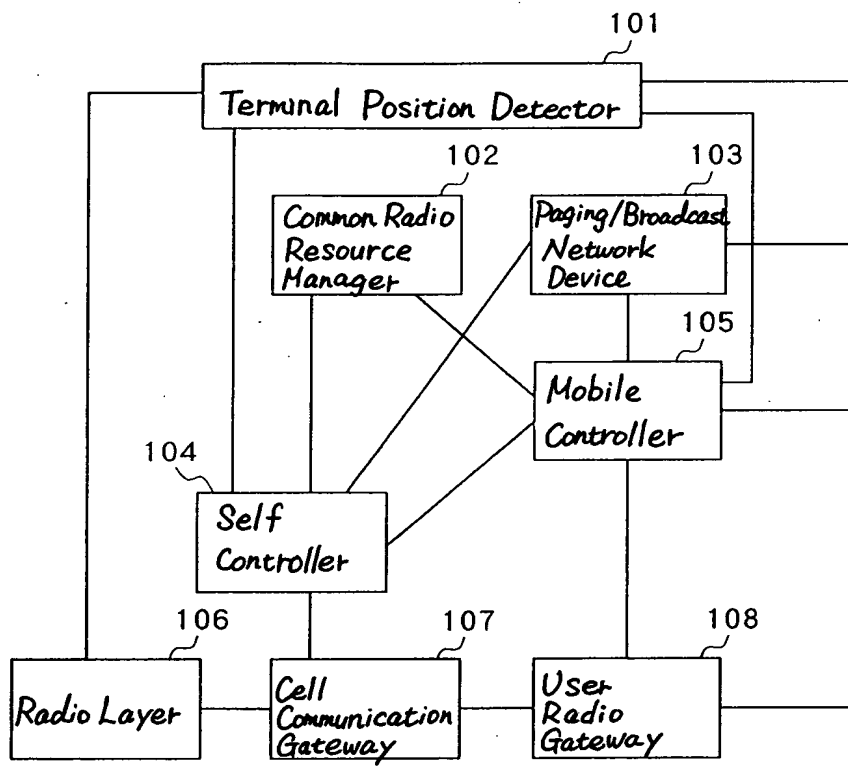 101
Terminal Position Detector
102
103
Common Radio
Resource
Manager
Paging/Broadcast
Network
Device
105
Mobile
Controller
104
Self
Controller
106
107
108
Radio Layer
Cell
Communication
Gateway
User
Radio
Gateway